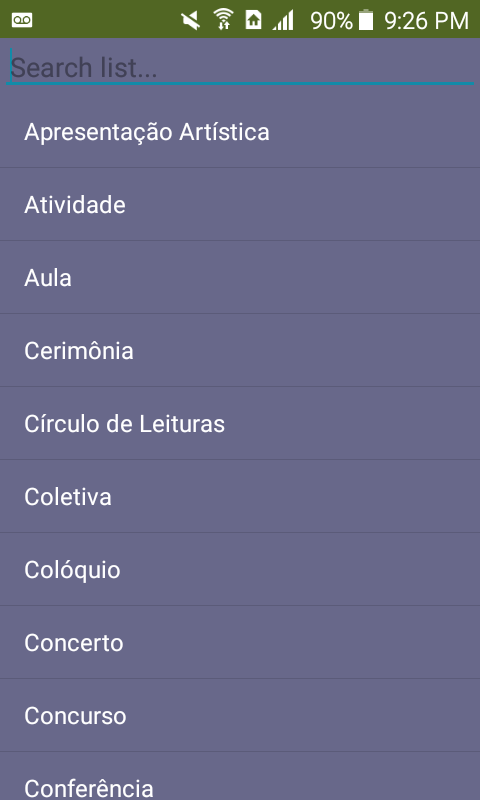 90% 9:26 PM
Search list...
Apresentação Artística
Atividade
Aula
Cerimônia
Círculo de Leituras
Coletiva
Colóquio
Concerto
Concurso
Conferência